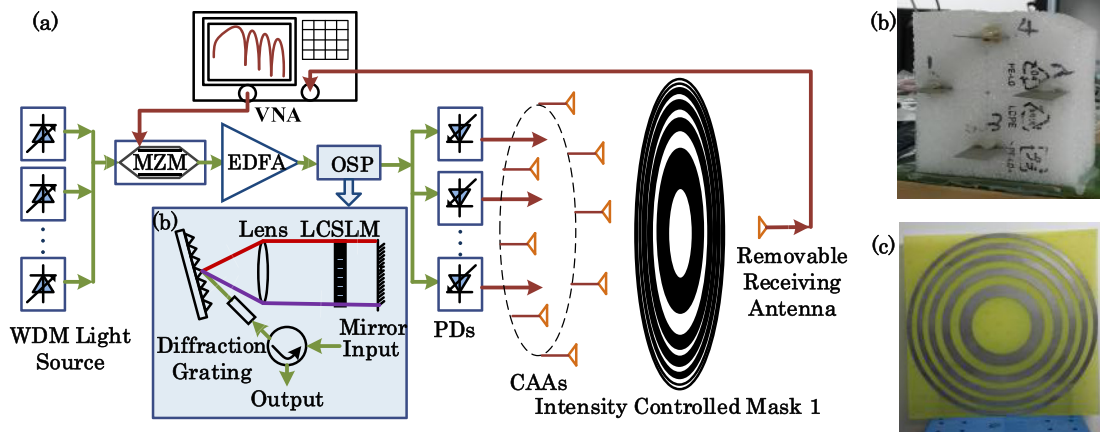 (a)
VNA
MZM
EDFA
OSP
(b)
Lens
LCSLM
Diffraction
Grating
Mirror
Input
Output
WDM Light
Source
PDs
CAAs
Intensity Controlled Mask 1
Removable
Receiving
Antenna
(b)
4
(c)